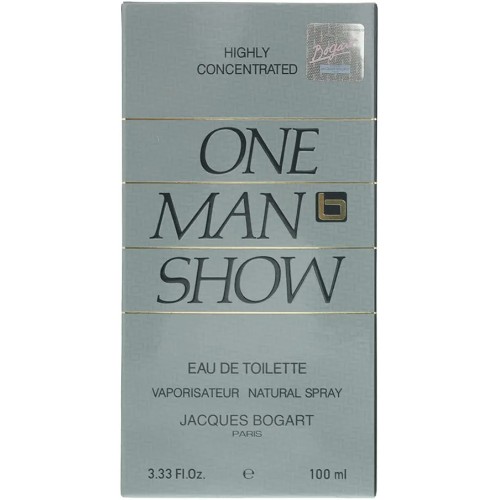 HIGHLY
CONCENTRATED
Bogart
ONE
MAN b
SHOW
EAU DE TOILETTE
VAPORISATEUR NATURAL SPRAY
JACQUES BOGART
PARIS
3.33 Fl.Oz. e 100 ml